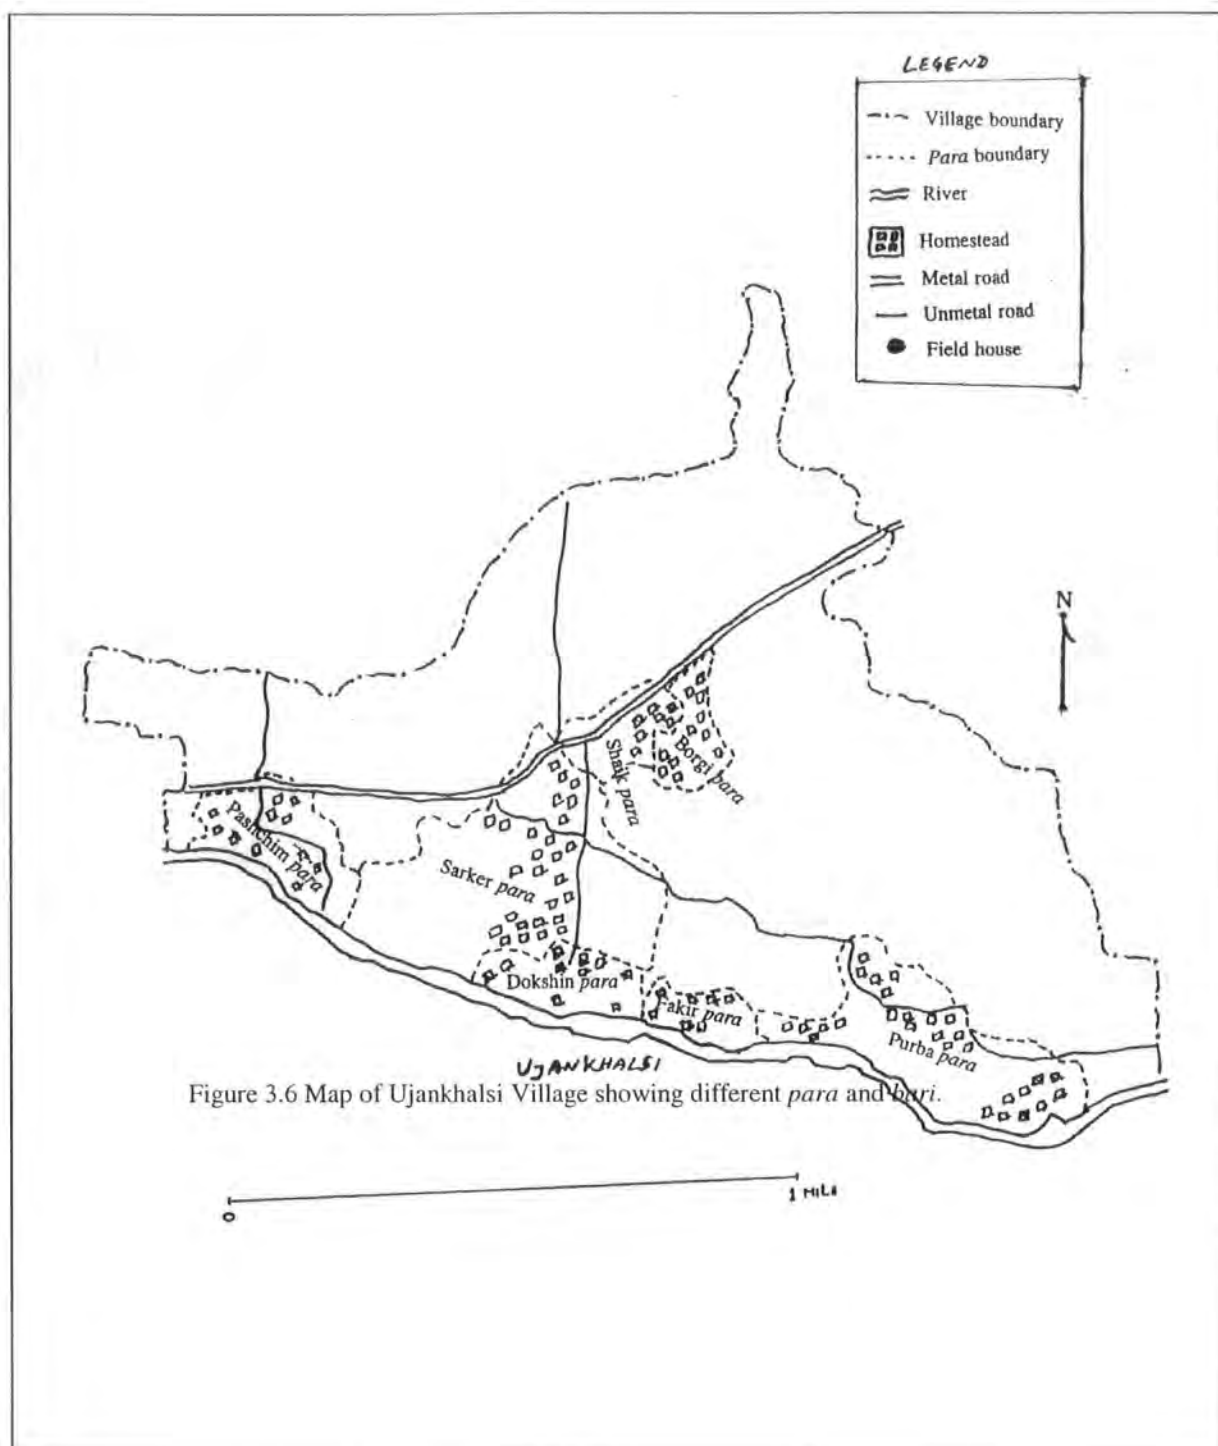 LEGEND
Village boundary
Para boundary
River
Homestead
Metal road
Unmetal road
Field house
N
Borgi para
Shaik para
Pashchim para
Sarker para
Dokshin para
Fakir para
Purba para
UJANKHALSI
Figure 3.6 Map of Ujankhalsi Village showing different para and bari.
0
1 MILI